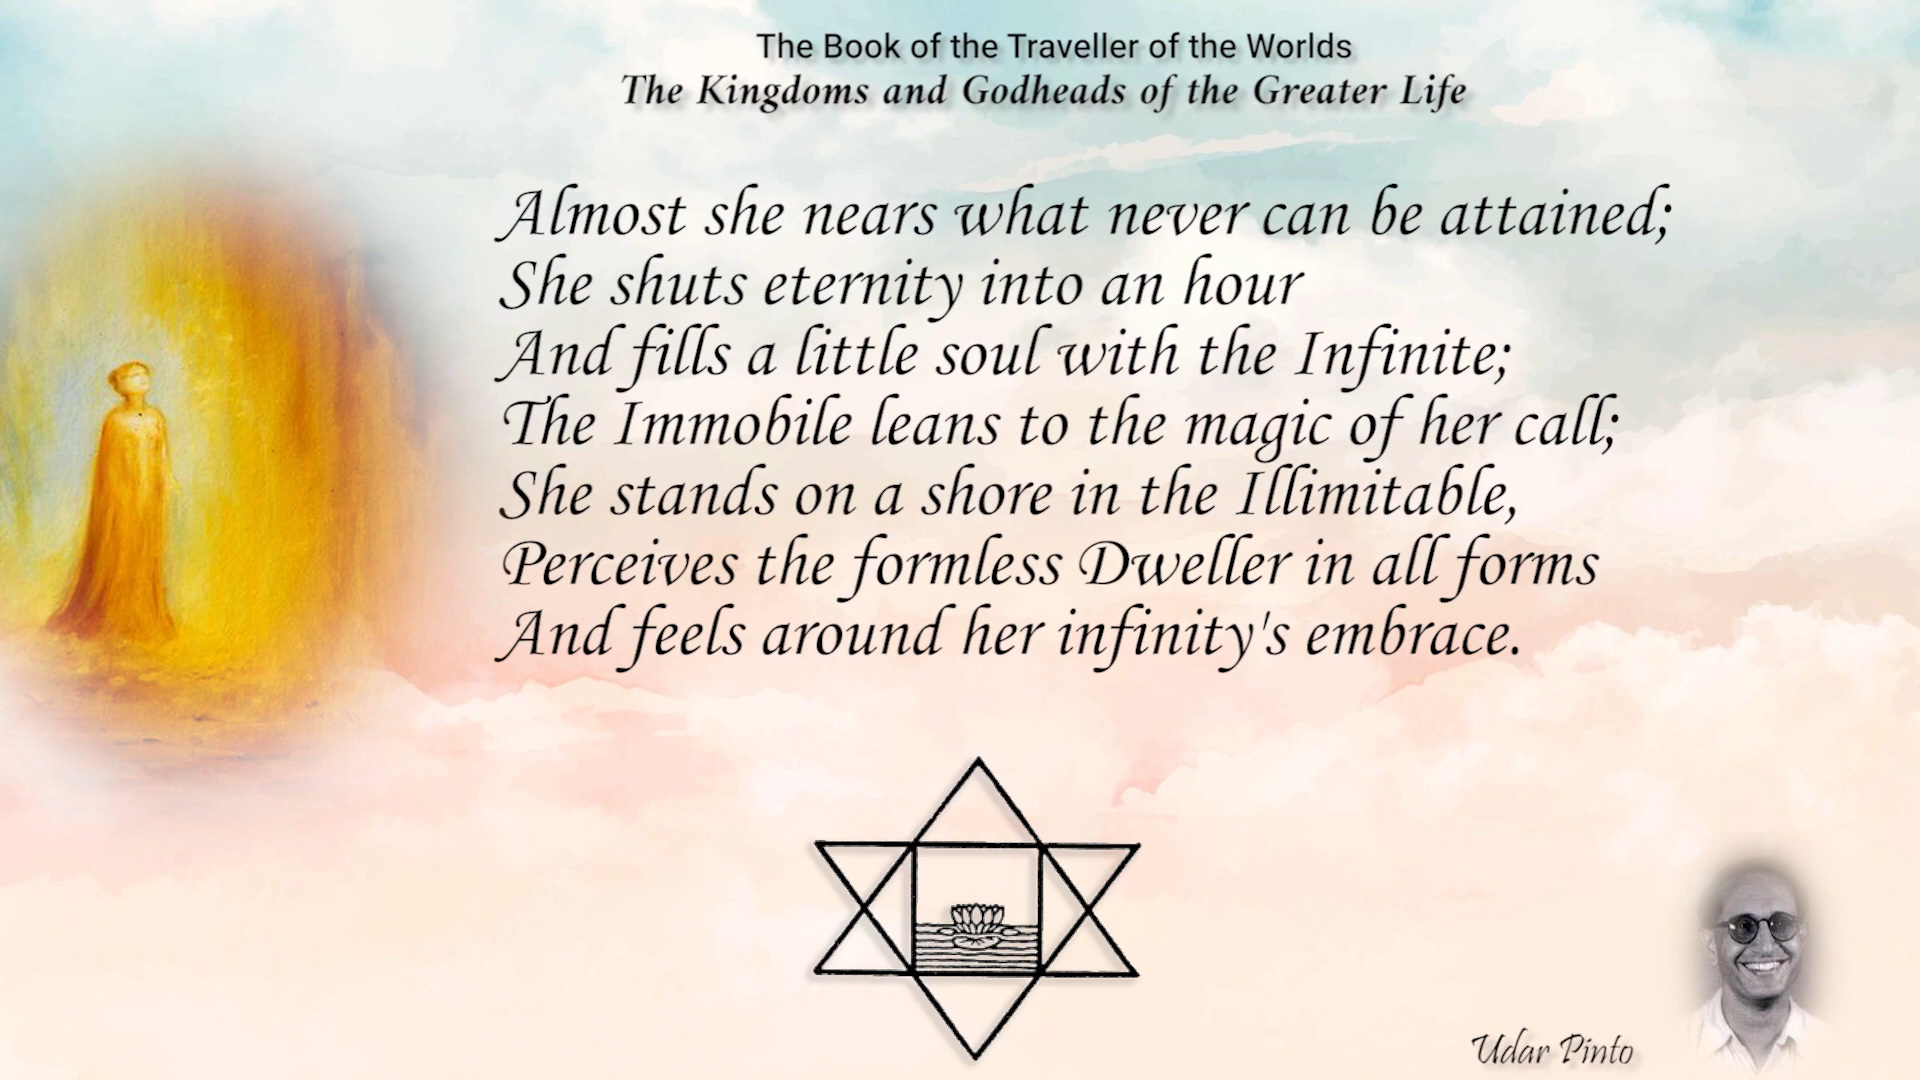 The Book of the Traveller of the Worlds
The Kingdoms and Godheads of the Greater Life
Almost she nears what never can be attained;
She shuts eternity into an hour
And fills a little soul with the Infinite;
The Immobile leans to the magic of her call;
She stands on a shore in the Illimitable,
Perceives the formless Dweller in all forms
And feels around her infinity's embrace.
Udar Pinto